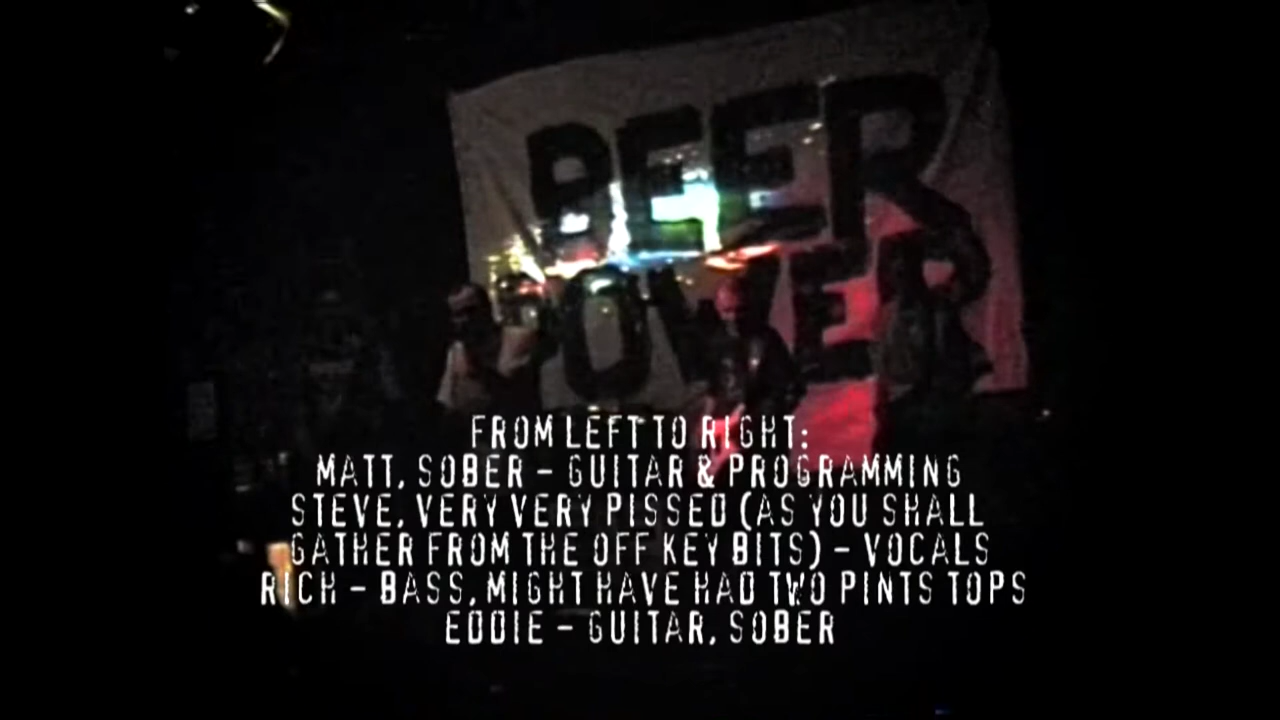 BEER
POWER
FROM LEFT TO RIGHT:
MATT, SOBER – GUITAR & PROGRAMMING
STEVE, VERY VERY PISSED (AS YOU SHALL
GATHER FROM THE OFF KEY BITS) – VOCALS
RICH – BASS, MIGHT HAVE HAD TWO PINTS TOPS
EDDIE – GUITAR, SOBER